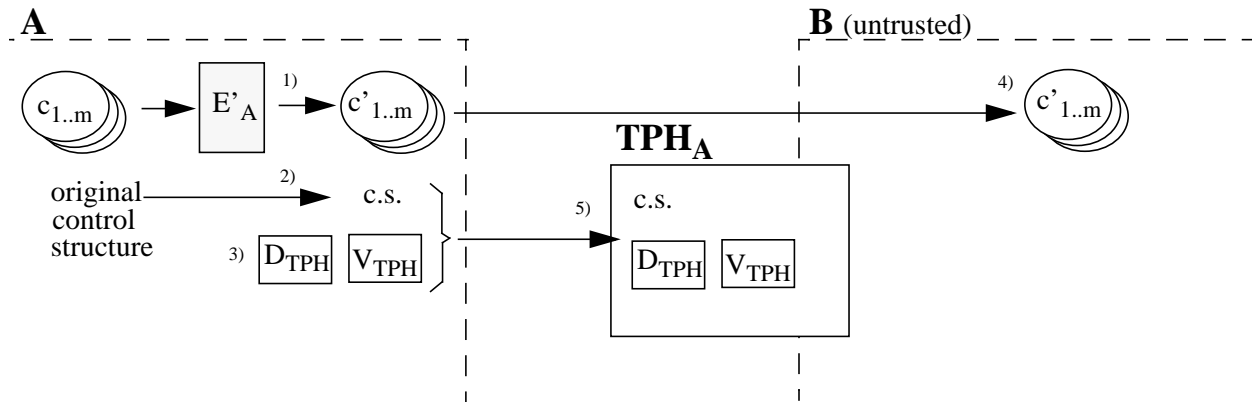 A
B (untrusted)
c1..m
E'A
1)
c'1..m
4)
c'1..m
TPHA
original
control
structure
2)
c.s.
3)
DTPH
VTPH
5)
c.s.
DTPH
VTPH